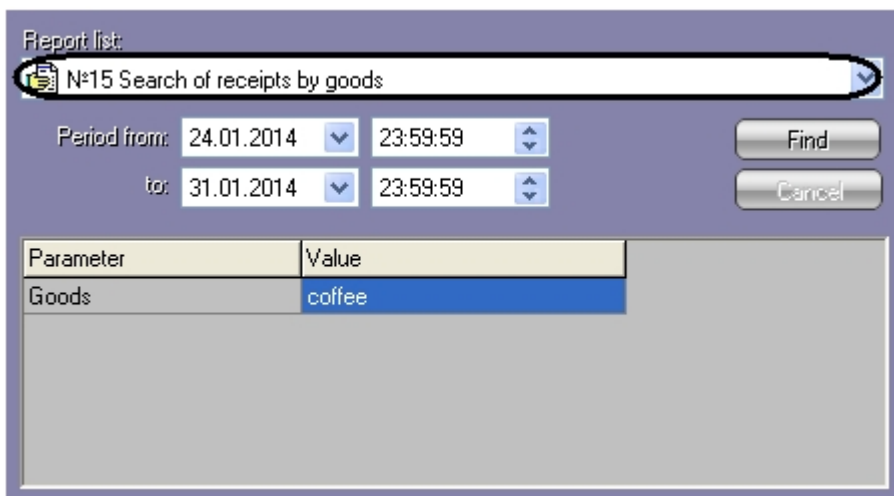 Report list:
№15 Search of receipts by goods
Period from: 24.01.2014 23:59:59 Find
to: 31.01.2014 23:59:59 Cancel
Parameter Value
Goods coffee